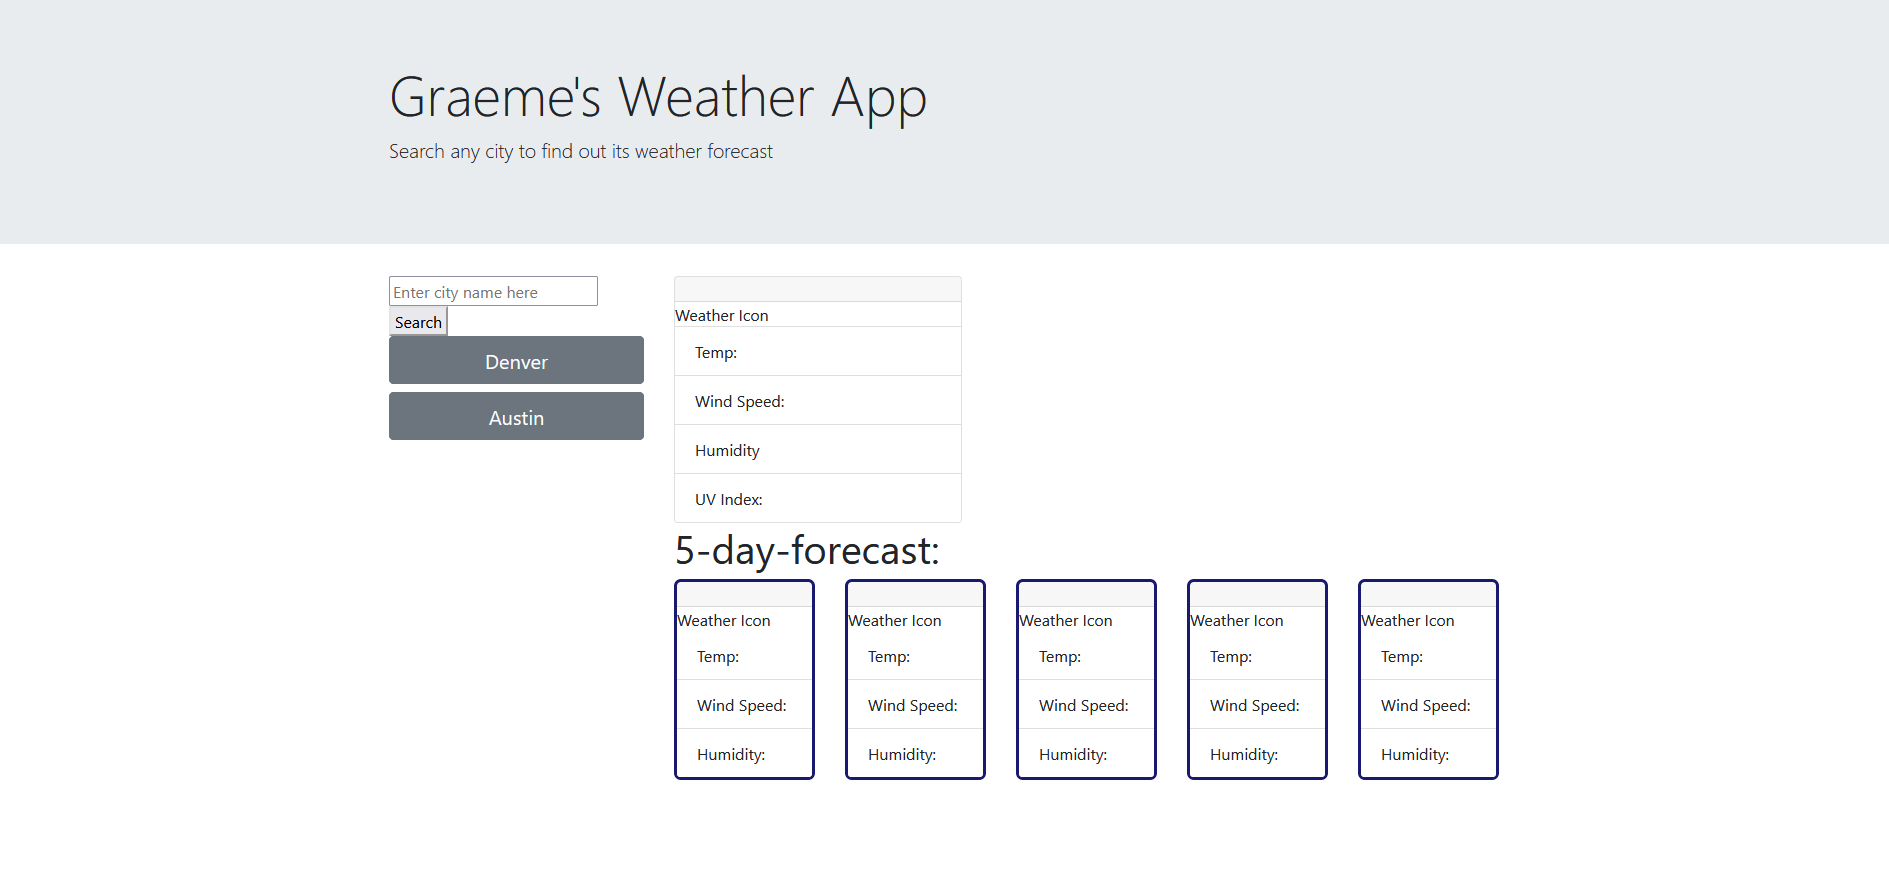 Graeme's Weather App
Search any city to find out its weather forecast
Enter city name here
Search
Denver
Austin
Weather Icon
Temp:
Wind Speed:
Humidity
UV Index:
5-day-forecast:
Weather Icon
Temp:
Wind Speed:
Humidity:
Weather Icon
Temp:
Wind Speed:
Humidity:
Weather Icon
Temp:
Wind Speed:
Humidity:
Weather Icon
Temp:
Wind Speed:
Humidity:
Weather Icon
Temp:
Wind Speed:
Humidity: